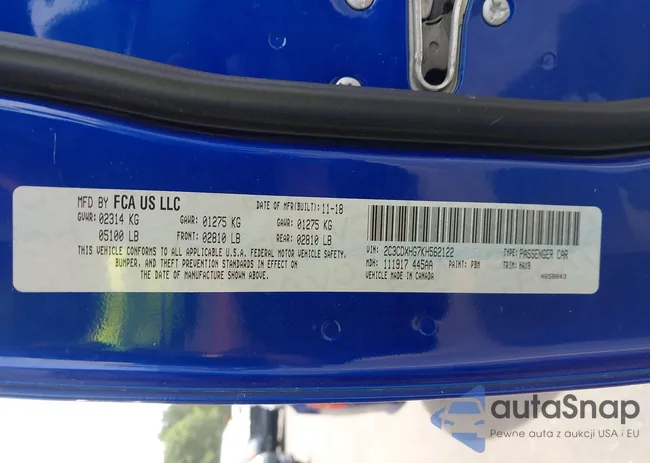 MFD BY FCA US LLC DATE OF MFR(BUILT): 11-18
GVWR: 02314 KG GAWR: 01275 KG GAWR: 01275 KG
05100 LB FRONT: 02810 LB REAR: 02810 LB
THIS VEHICLE CONFORMS TO ALL APPLICABLE U.S.A. FEDERAL MOTOR VEHICLE SAFETY,
BUMPER, AND THEFT PREVENTION STANDARDS IN EFFECT ON
THE DATE OF MANUFACTURE SHOWN ABOVE.
VIN: 2C3CDXHG7KH562122 TYPE: PASSENGER CAR
MDH: 111917 445AA PAINT: PBM TRIM: HAX9
VEHICLE MADE IN CANADA 4858843
autaSnap
Pewne auta z aukcji USA i EU